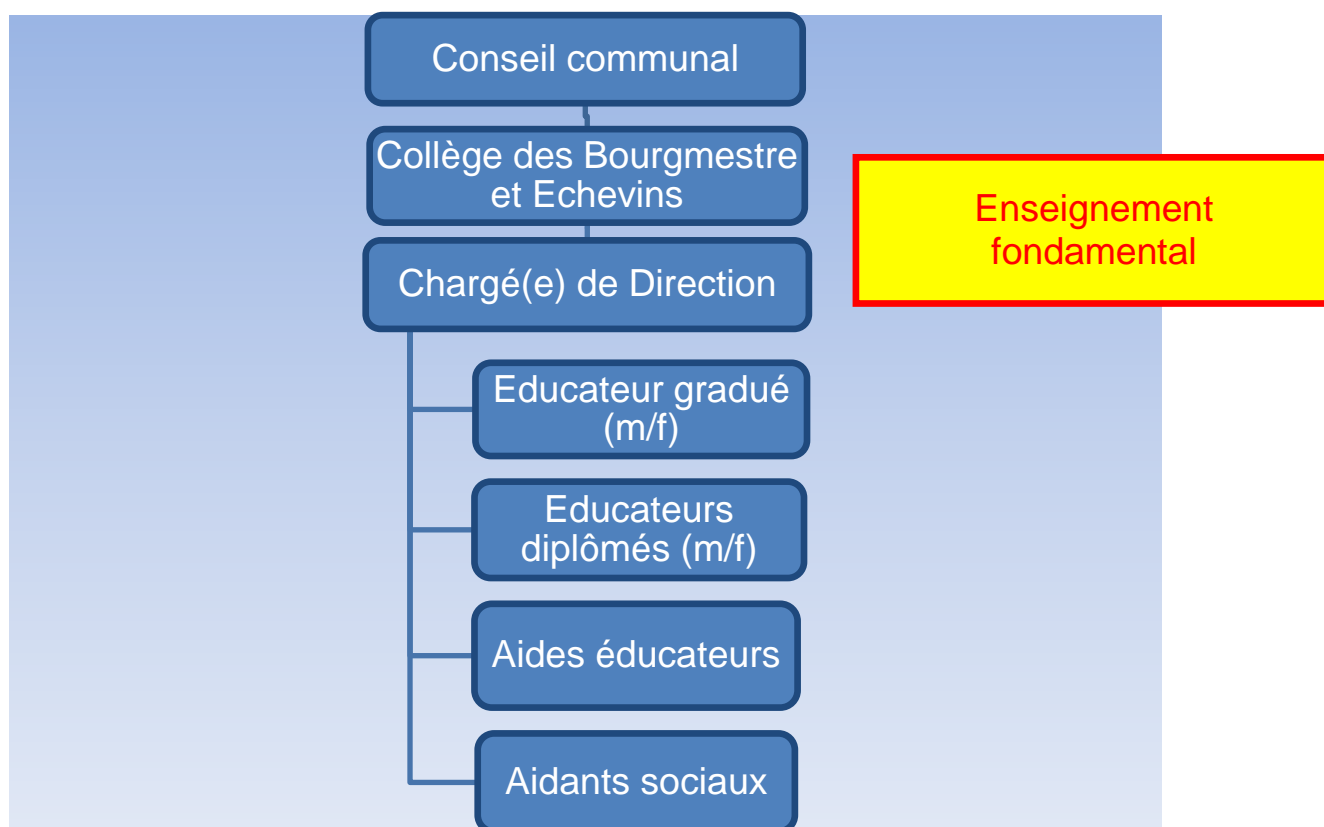 Conseil communal
Collège des Bourgmestre
et Echevins
Enseignement
fondamental
Chargé(e) de Direction
Educateur gradué
(m/f)
Educateurs
diplômés (m/f)
Aides éducateurs
Aidants sociaux